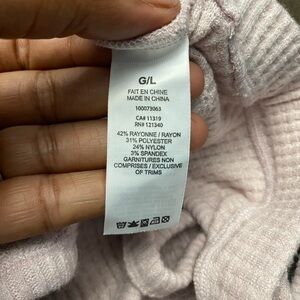 G/L
FAIT EN CHINE
MADE IN CHINA
100073063
CA# 11319
RN# 121340
42% RAYONNE / RAYON
31% POLYESTER
24% NYLON
3% SPANDEX
GARNITURES NON
COMPRISES / EXCLUSIVE
OF TRIMS